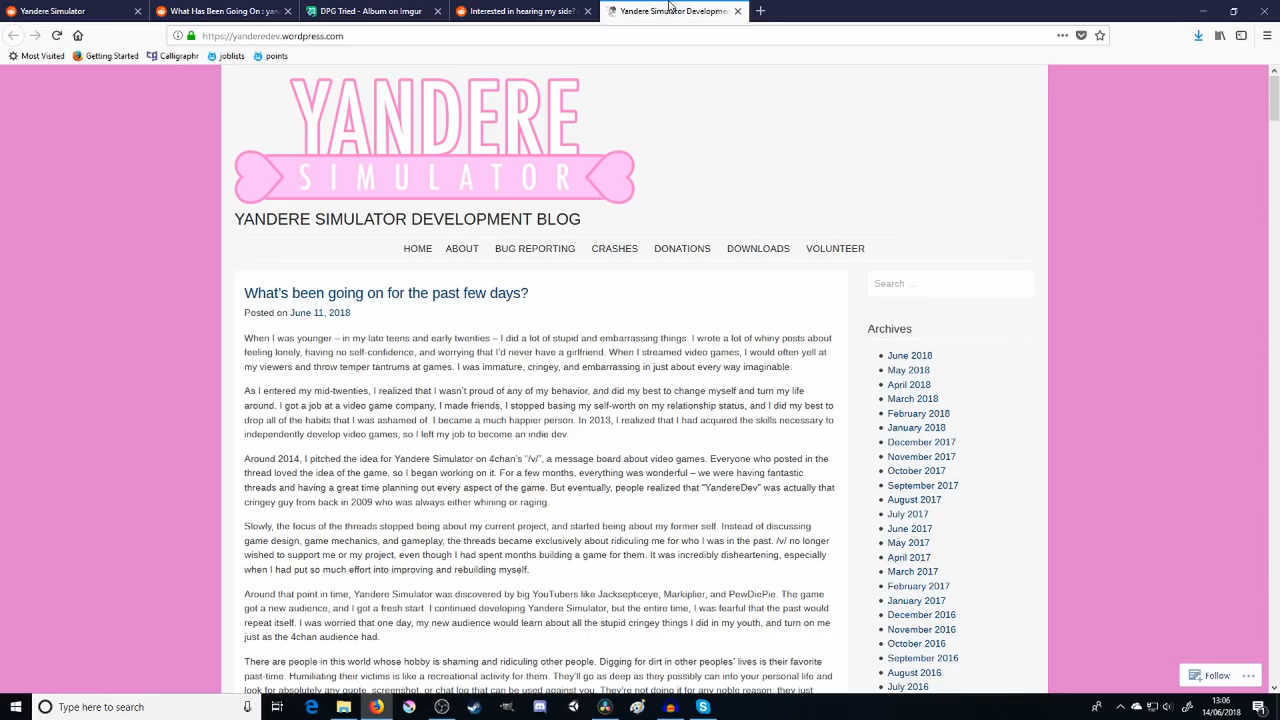 Yandere Simulator
What Has Been Going On : yan
DPG Tried - Album on Imgur
Interested in hearing my side?
Yandere Simulator Developmen
https://yanderedev.wordpress.com
Most Visited
Getting Started
Calligraphr
joblists
points
YANDERE
SIMULATOR
YANDERE SIMULATOR DEVELOPMENT BLOG
HOME ABOUT BUG REPORTING CRASHES DONATIONS DOWNLOADS VOLUNTEER
What's been going on for the past few days?
Posted on June 11, 2018
When I was younger – in my late teens and early twenties – I did a lot of stupid and embarrassing things. I wrote a lot of whiny posts about
feeling lonely, having no self-confidence, and worrying that I'd never have a girlfriend. When I streamed video games, I would often yell at
my viewers and throw temper tantrums at games. I was immature, cringey, and embarrassing in just about every way imaginable.
As I entered my mid-twenties, I realized that I wasn't proud of any of my behavior, and did my best to change myself and turn my life
around. I got a job at a video game company, I made friends, I stopped basing my self-worth on my relationship status, and I did my best to
drop all of the habits that I was ashamed of. I became a much happier person. In 2013, I realized that I had acquired the skills necessary to
independently develop video games, so I left my job to become an indie dev.
Around 2014, I pitched the idea for Yandere Simulator on 4chan's "/v/", a message board about video games. Everyone who posted in the
thread loved the idea of the game, so I began working on it. For a few months, everything was wonderful – we were having fantastic
threads and having a great time planning out every aspect of the game. But eventually, people realized that "YandereDev" was actually that
cringey guy from back in 2009 who was always either whining or raging.
Slowly, the focus of the threads stopped being about my current project, and started being about my former self. Instead of discussing
game design, game mechanics, and gameplay, the threads became exclusively about ridiculing me for who I was in the past. /v/ no longer
wished to support me or my project, even though I had spent months building a game for them. It was incredibly disheartening, especially
when I had put so much effort into improving and rebuilding myself.
Around that point in time, Yandere Simulator was discovered by big YouTubers like Jacksepticeye, Markiplier, and PewDiePie. The game
got a new audience, and I got a fresh start. I continued developing Yandere Simulator, but the entire time, I was fearful that the past would
repeat itself. I was worried that one day, my new audience would learn about all the stupid cringey things I did in my youth, and turn on me
just as the 4chan audience had.
There are people in this world whose hobby is shaming and ridiculing other people. Digging for dirt in other peoples' lives is their favorite
past-time. Humiliating their victims is like a recreational activity for them. They'll go as deep as they possibly can into your personal life and
look for absolutely any quote, screenshot, or chat log that can be used against you. They're not doing it for any noble reason; they just
Search …
Archives
June 2018
May 2018
April 2018
March 2018
February 2018
January 2018
December 2017
November 2017
October 2017
September 2017
August 2017
July 2017
June 2017
May 2017
April 2017
March 2017
February 2017
January 2017
December 2016
November 2016
October 2016
September 2016
August 2016
July 2016
Follow
Type here to search
13:06
14/06/2018